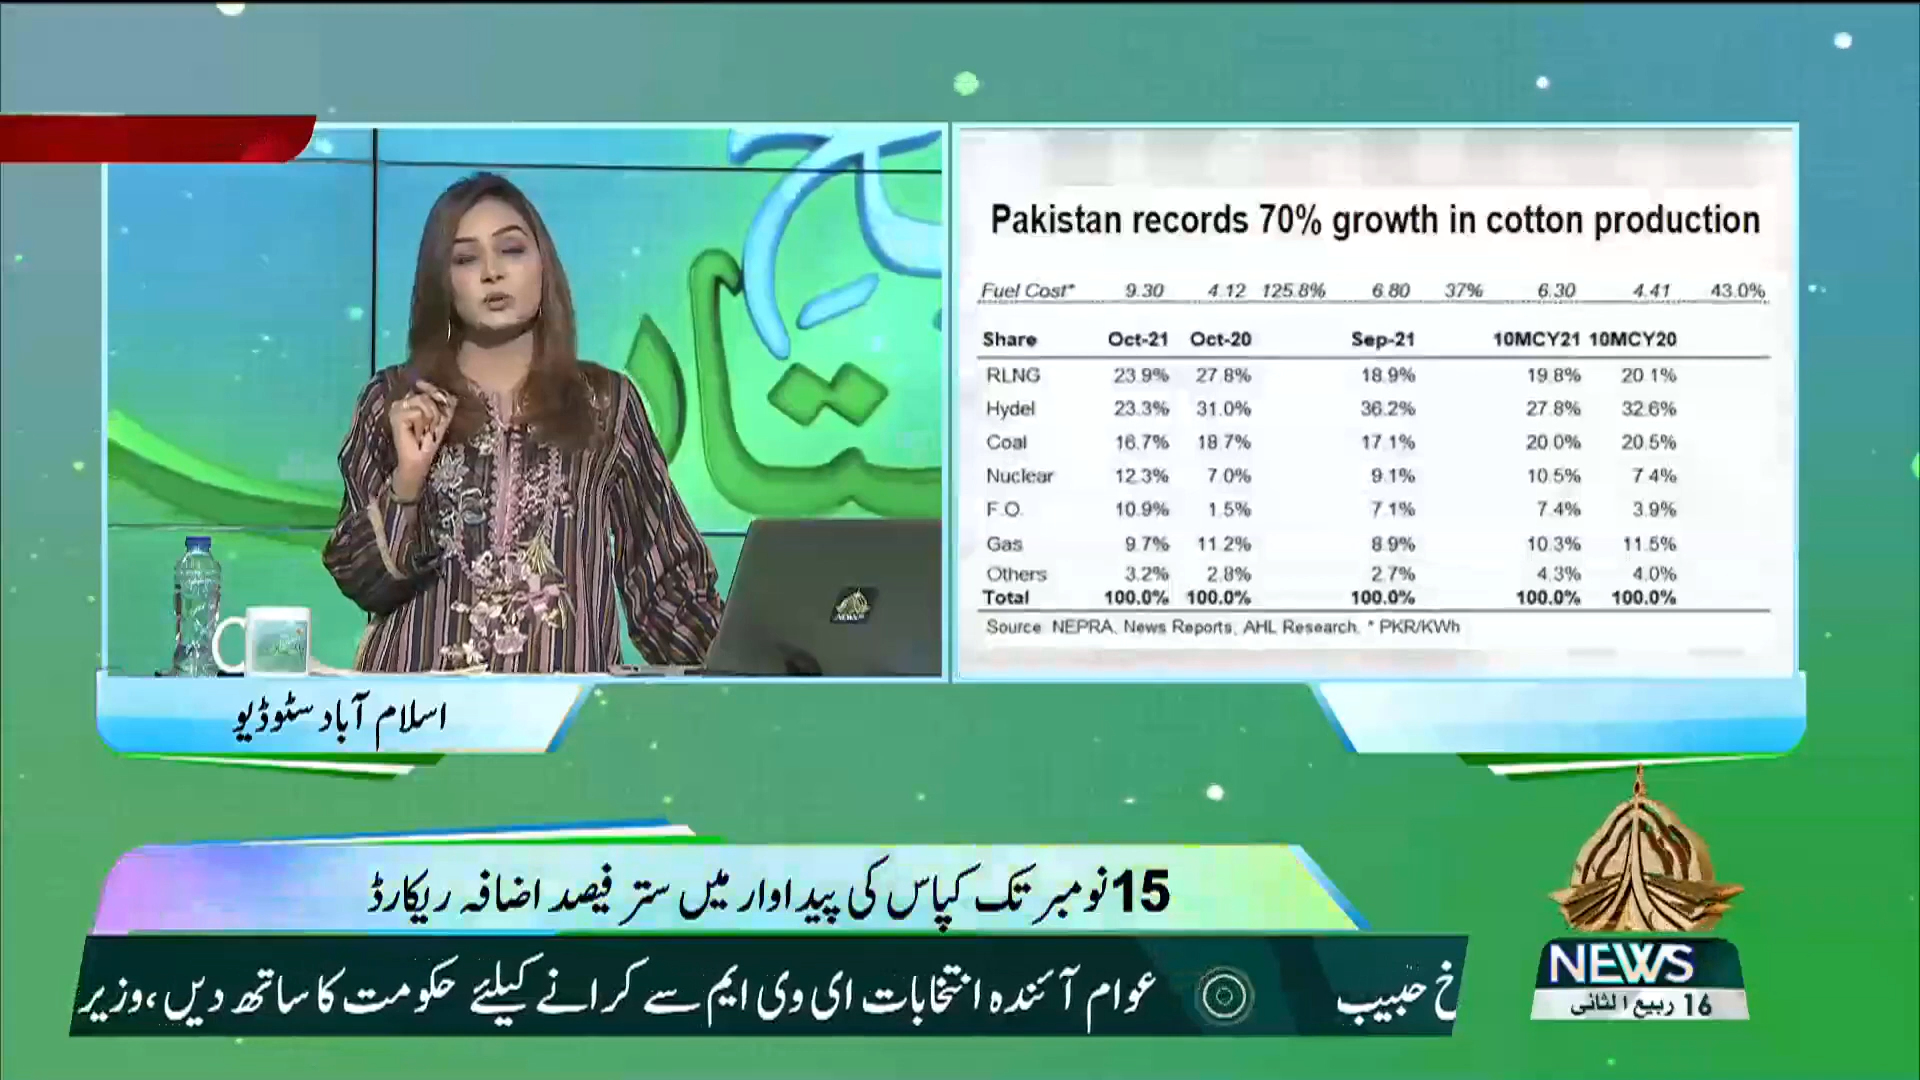 Pakistan records 70% growth in cotton production
Fuel Cost* 9.30 4.12 125.8% 6.80 37% 6.30 4.41 43.0%
Share Oct-21 Oct-20 Sep-21 10MCY21 10MCY20
RLNG 23.9% 27.8% 18.9% 19.8% 20.1%
Hydel 23.3% 31.0% 36.2% 27.8% 32.6%
Coal 16.7% 18.7% 17.1% 20.0% 20.5%
Nuclear 12.3% 7.0% 9.1% 10.5% 7.4%
F.O. 10.9% 1.5% 7.1% 7.4% 3.9%
Gas 9.7% 11.2% 8.9% 10.3% 11.5%
Others 3.2% 2.8% 2.7% 4.3% 4.0%
Total 100.0% 100.0% 100.0% 100.0% 100.0%
Source: NEPRA, News Reports, AHL Research, * PKR/KWh
اسلام آباد سٹوڈیو
15 نومبر تک کپاس کی پیداوار میں ستر فیصد اضافہ ریکارڈ
خ حبیب عوام آئندہ انتخابات ای وی ایم سے کرانے کیلئے حکومت کا ساتھ دیں، وزیر
NEWS
16 ربیع الثانی